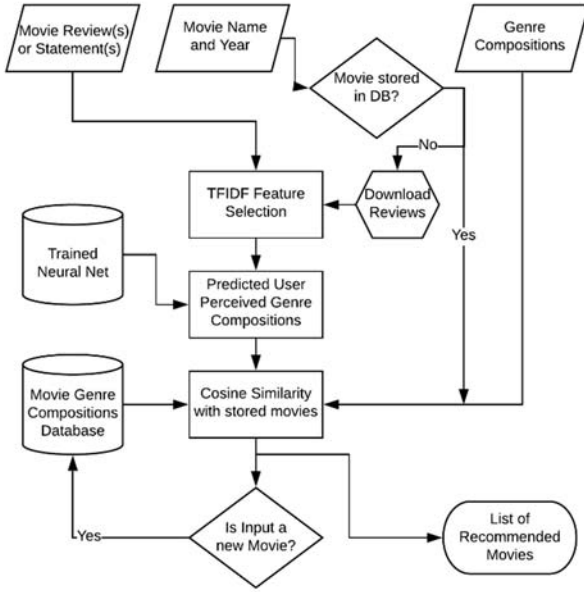 Movie Review(s)
or Statement(s)
Movie Name
and Year
Genre
Compositions
Movie stored
in DB?
No
TFIDF Feature
Selection
Download
Reviews
Yes
Trained
Neural Net
Predicted User
Perceived Genre
Compositions
Movie Genre
Compositions
Database
Cosine Similarity
with stored movies
Is Input a
new Movie?
Yes
List of
Recommended
Movies